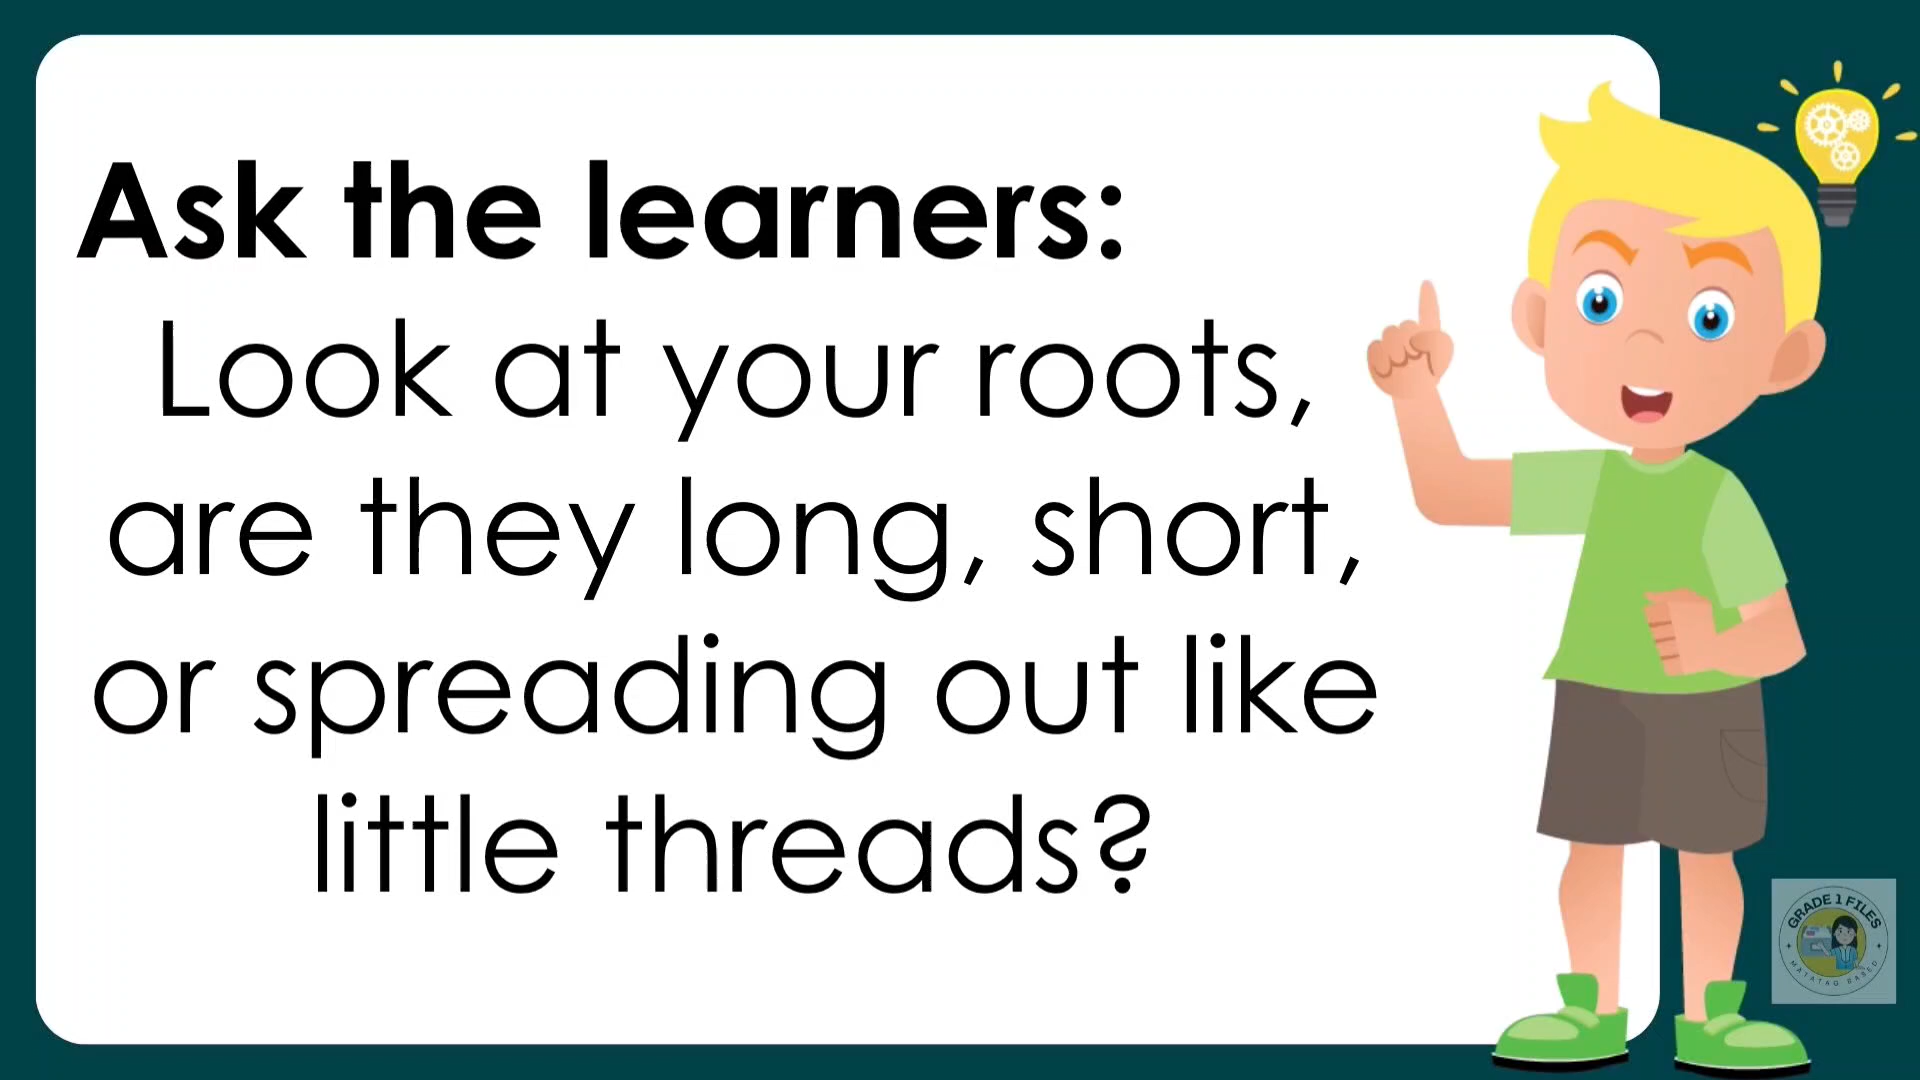 Ask the learners:
Look at your roots,
are they long, short,
or spreading out like
little threads?
GRADE 1 FILES
MATATAG BASED